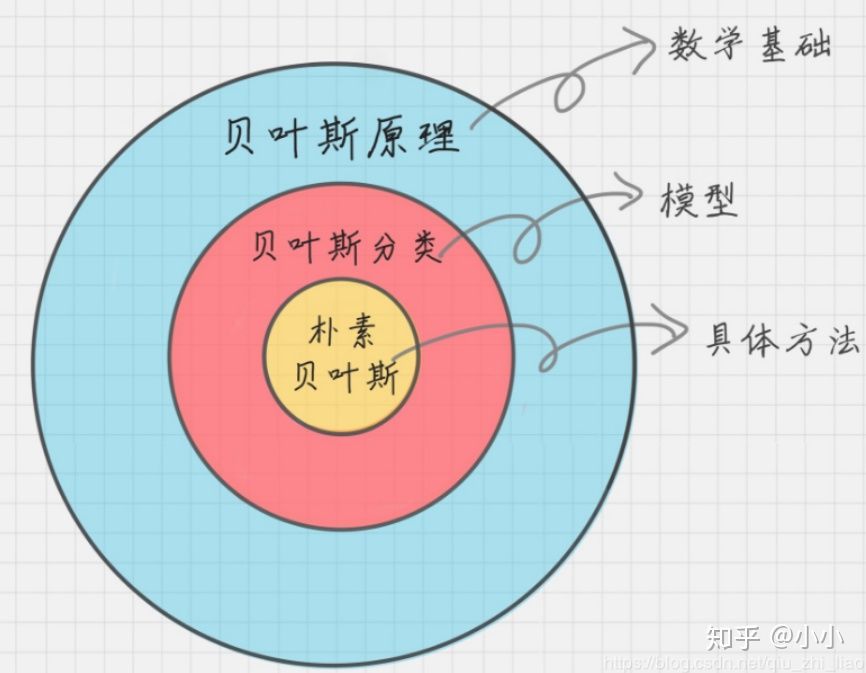 数学基础
贝叶斯原理
模型
贝叶斯分类
朴素
贝叶斯
具体方法
知乎 @小小
https://blog.csdn.net/qiu_zhi_liao